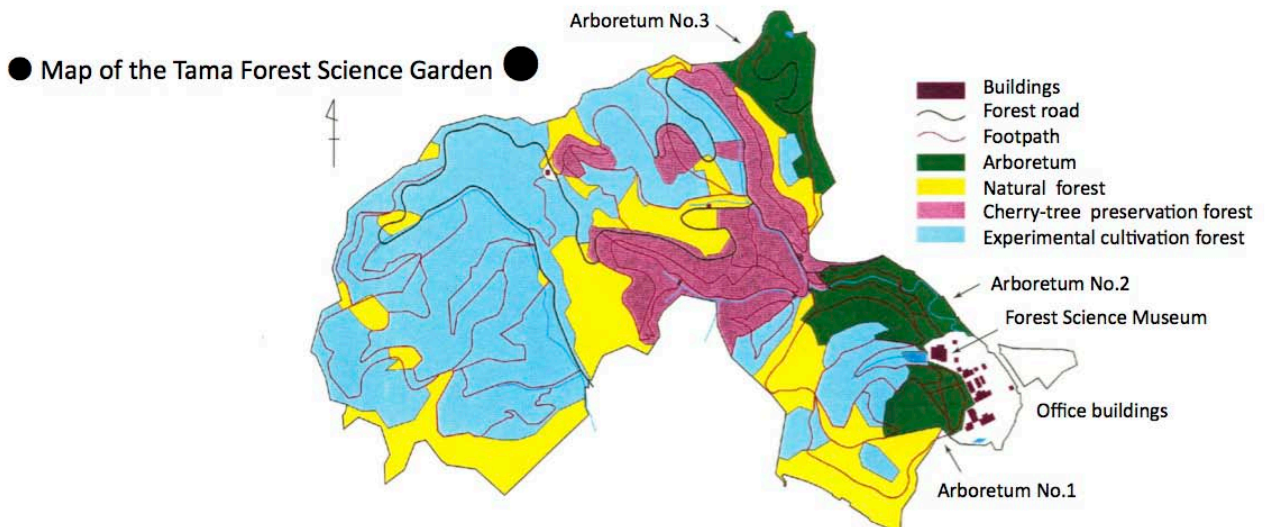 Arboretum No.3
● Map of the Tama Forest Science Garden ●
Buildings
Forest road
Footpath
Arboretum
Natural forest
Cherry-tree preservation forest
Experimental cultivation forest
Arboretum No.2
Forest Science Museum
Office buildings
Arboretum No.1